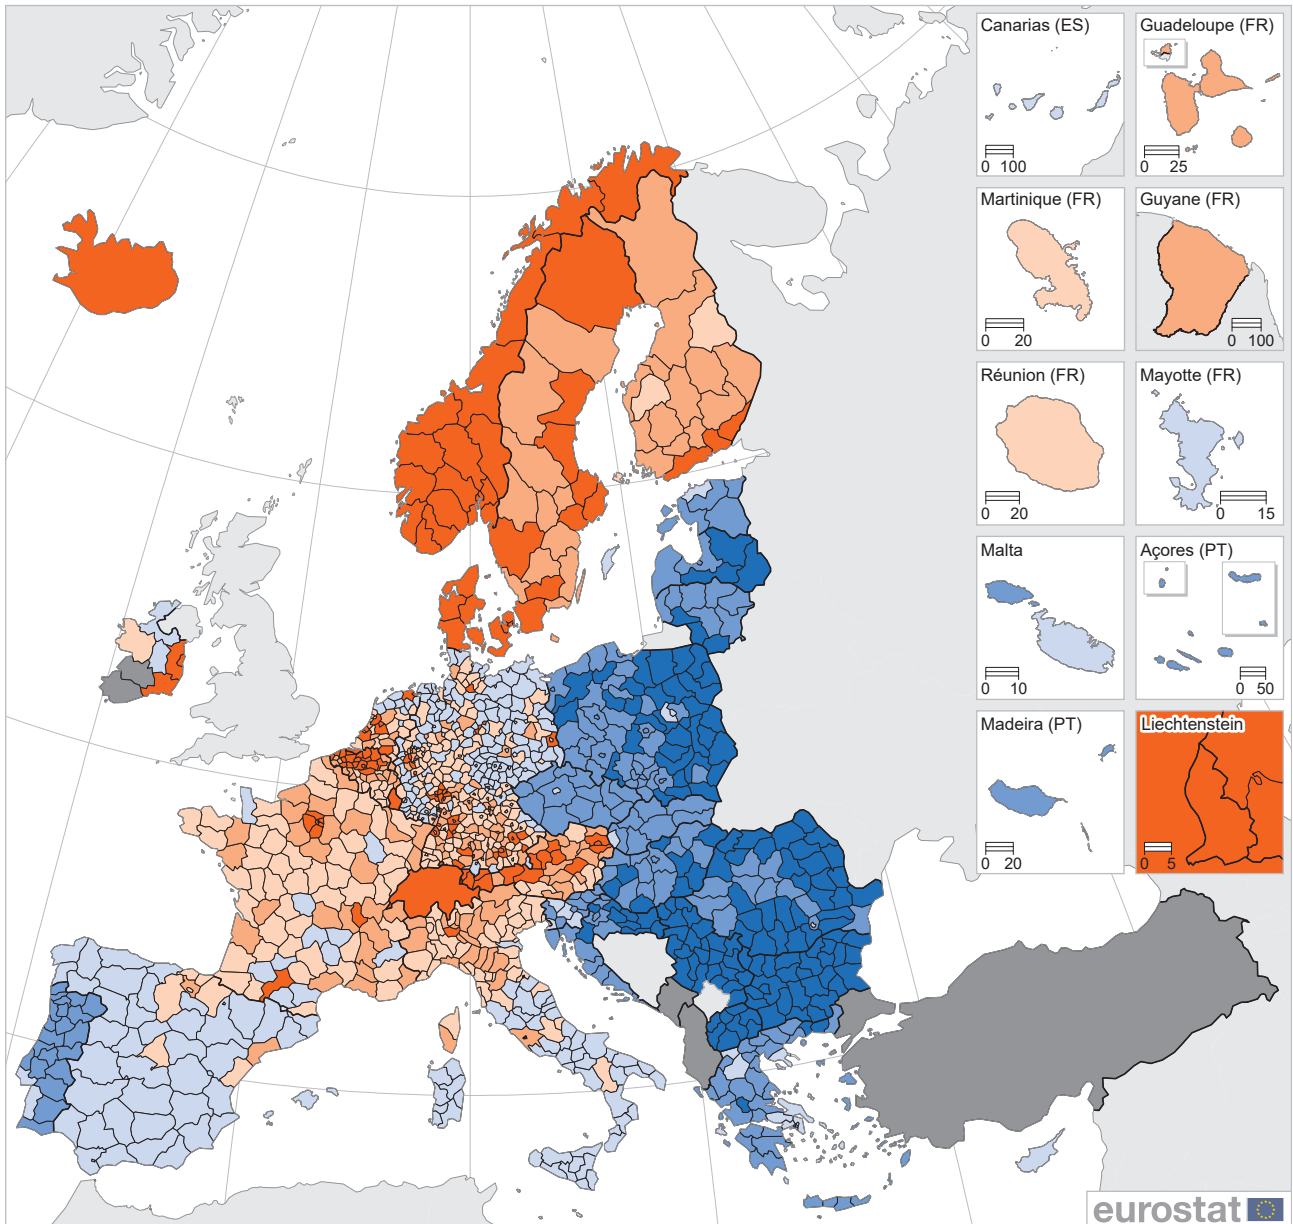 Canarias (ES)
0 100
Guadeloupe (FR)
0 25
Martinique (FR)
0 20
Guyane (FR)
0 100
Réunion (FR)
0 20
Mayotte (FR)
0 15
Malta
0 10
Açores (PT)
0 50
Madeira (PT)
0 20
Liechtenstein
0 5
eurostat